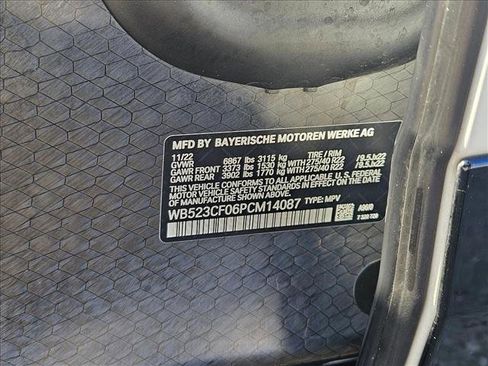 MFD BY BAYERISCHE MOTOREN WERKE AG
11/22 TIRE / RIM
GVWR 6867 lbs 3115 kg
GAWR FRONT 3373 lbs 1530 kg WITH 275/40 R22 /9.5Jx22
GAWR REAR 3902 lbs 1770 kg WITH 275/40 R22 /9.5Jx22
THIS VEHICLE CONFORMS TO ALL APPLICABLE U.S. FEDERAL
MOTOR VEHICLE SAFETY STANDARDS IN EFFECT ON THE DATE
OF MANUFACTURE SHOWN ABOVE.
WB523CF06PCM14087 TYPE: MPV